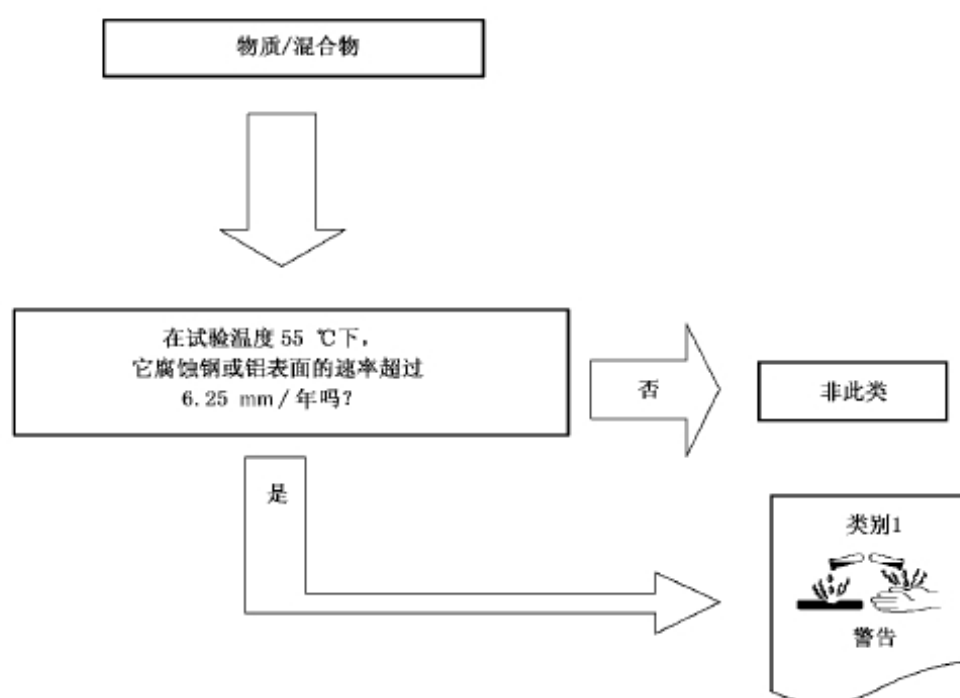 物质/混合物
在试验温度 55 ℃下，
它腐蚀钢或铝表面的速率超过
6.25 mm/年吗？
否
非此类
是
类别1
警告